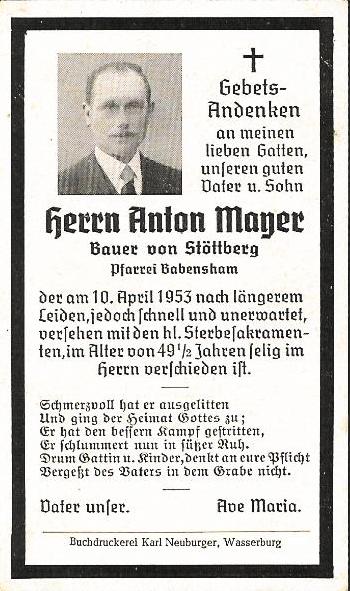 Gebets-
Andenken
an meinen
lieben Gatten,
unseren guten
Vater u. Sohn
Herrn Anton Mayer
Bauer von Stöttberg
Pfarrei Babensham
der am 10. April 1953 nach längerem
Leiden, jedoch schnell und unerwartet,
versehen mit den hl. Sterbesakramen-
ten, im Alter von 49 1/2 Jahren selig im
Herrn verschieden ist.
Schmerzvoll hat er ausgelitten
Und ging der Heimat Gottes zu;
Er hat den bessern Kampf gestritten,
Er schlummert nun in süßer Ruh.
Drum Gattin u. Kinder, denkt an eure Pflicht
Vergeßt des Vaters in dem Grabe nicht.
Vater unser. Ave Maria.
Buchdruckerei Karl Neuburger, Wasserburg